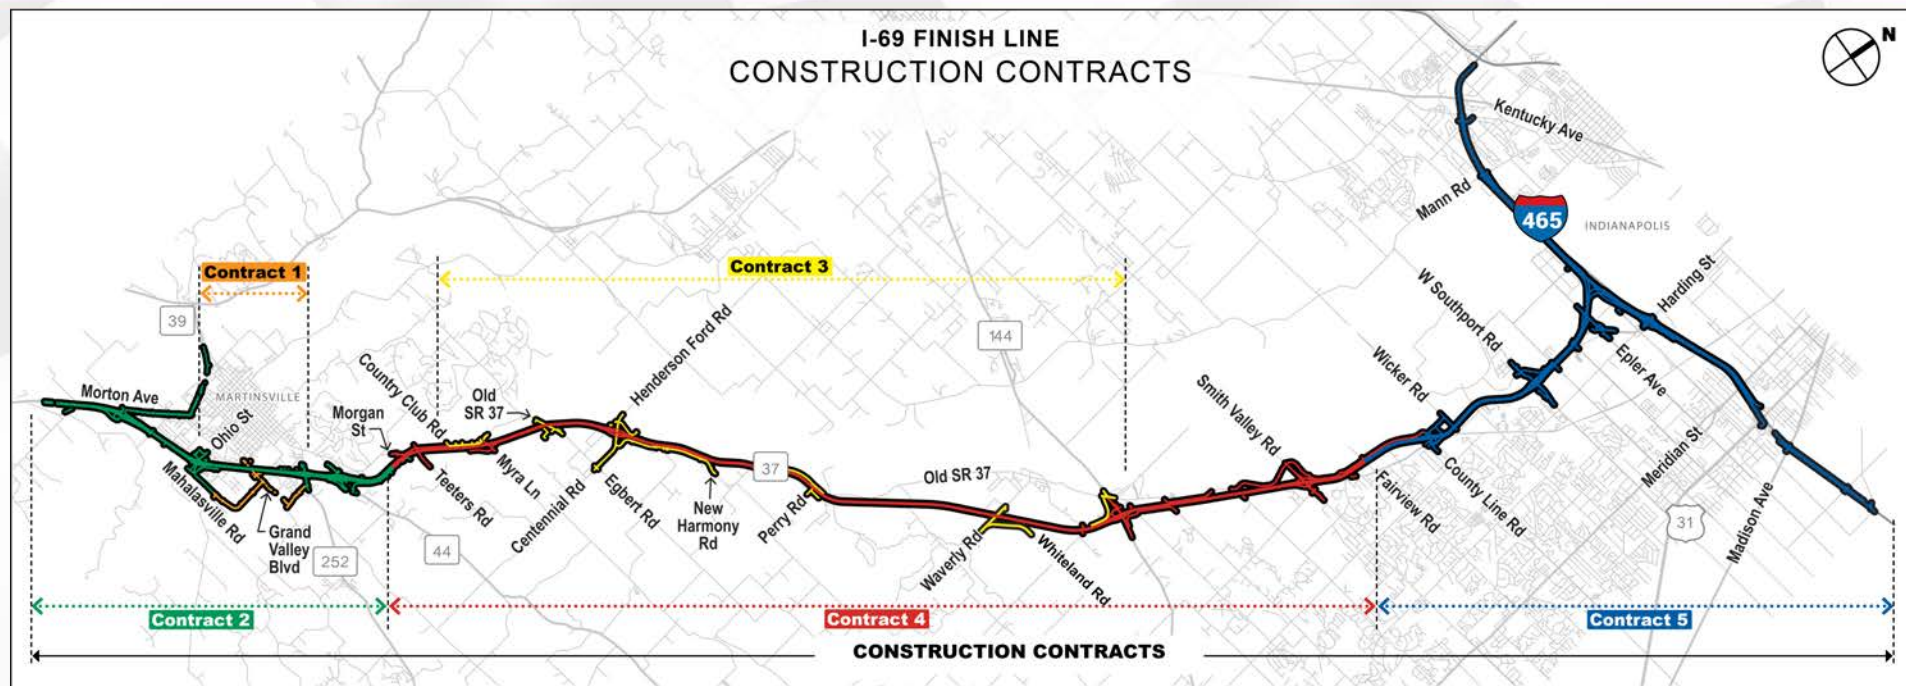 I-69 FINISH LINE
CONSTRUCTION CONTRACTS
N
Kentucky Ave
Mann Rd
465
INDIANAPOLIS
Contract 1
Contract 3
39
144
Harding St
W Southport Rd
Epler Ave
Henderson Ford Rd
Wicker Rd
Country Club Rd
Old
SR 37
Smith Valley Rd
Morton Ave
MARTINSVILLE
Ohio St
Morgan
St
Meridian St
Mahalasville Rd
Teeters Rd
Myra Ln
Centennial Rd
Egbert Rd
37
Old SR 37
New
Harmony
Rd
Perry Rd
Fairview Rd
County Line Rd
Madison Ave
31
Grand
Valley
Blvd
252
44
Waverly Rd
Whiteland Rd
Contract 2
Contract 4
Contract 5
CONSTRUCTION CONTRACTS